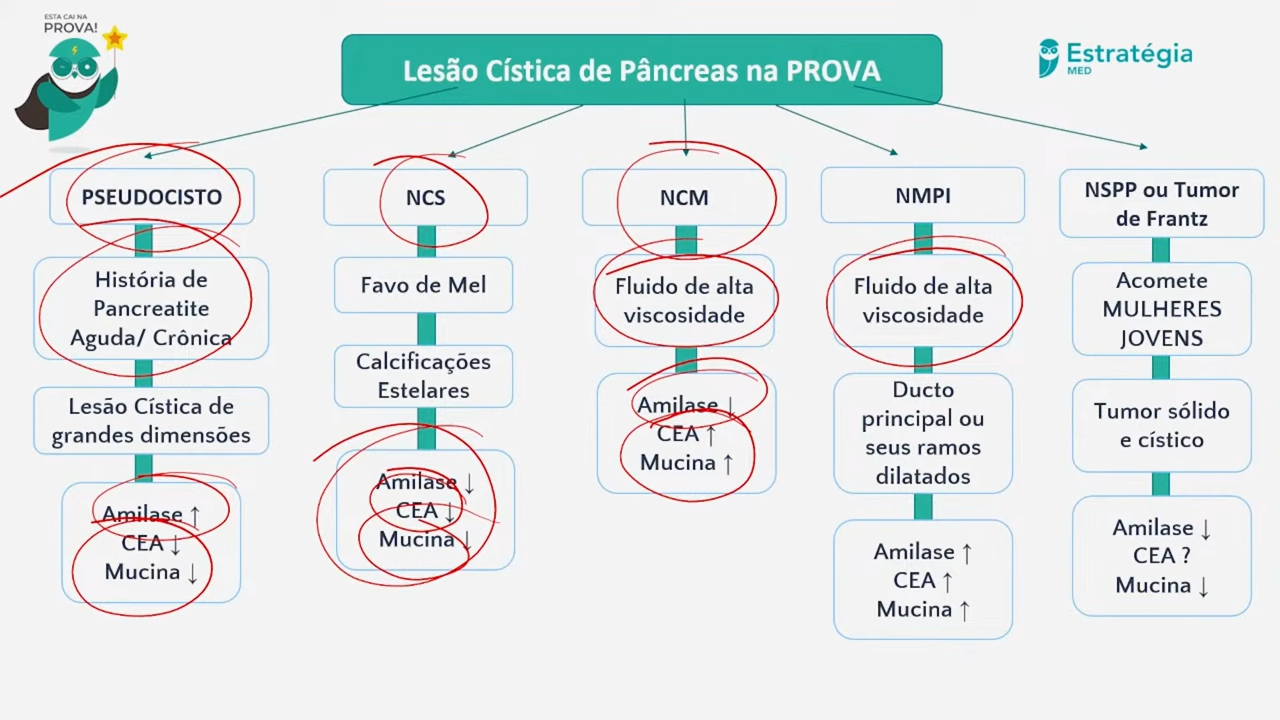 ESTA CAI NA
PROVA!
Lesão Cística de Pâncreas na PROVA
Estratégia
MED
PSEUDOCISTO
História de
Pancreatite
Aguda/ Crônica
Lesão Cística de
grandes dimensões
Amilase ↑
CEA ↓
Mucina ↓
NCS
Favo de Mel
Calcificações
Estelares
Amilase ↓
CEA ↓
Mucina ↓
NCM
Fluido de alta
viscosidade
Amilase ↓
CEA ↑
Mucina ↑
NMPI
Fluido de alta
viscosidade
Ducto
principal ou
seus ramos
dilatados
Amilase ↑
CEA ↑
Mucina ↑
NSPP ou Tumor
de Frantz
Acomete
MULHERES
JOVENS
Tumor sólido
e cístico
Amilase ↓
CEA ?
Mucina ↓